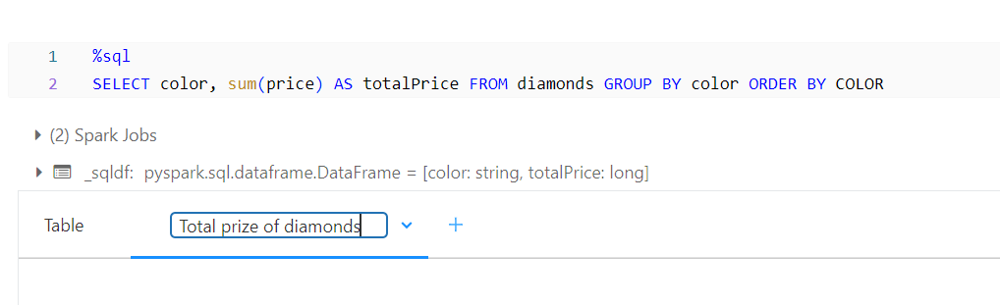 1 %sql
2 SELECT color, sum(price) AS totalPrice FROM diamonds GROUP BY color ORDER BY COLOR
(2) Spark Jobs
_sqldf: pyspark.sql.dataframe.DataFrame = [color: string, totalPrice: long]
Table Total prize of diamonds +